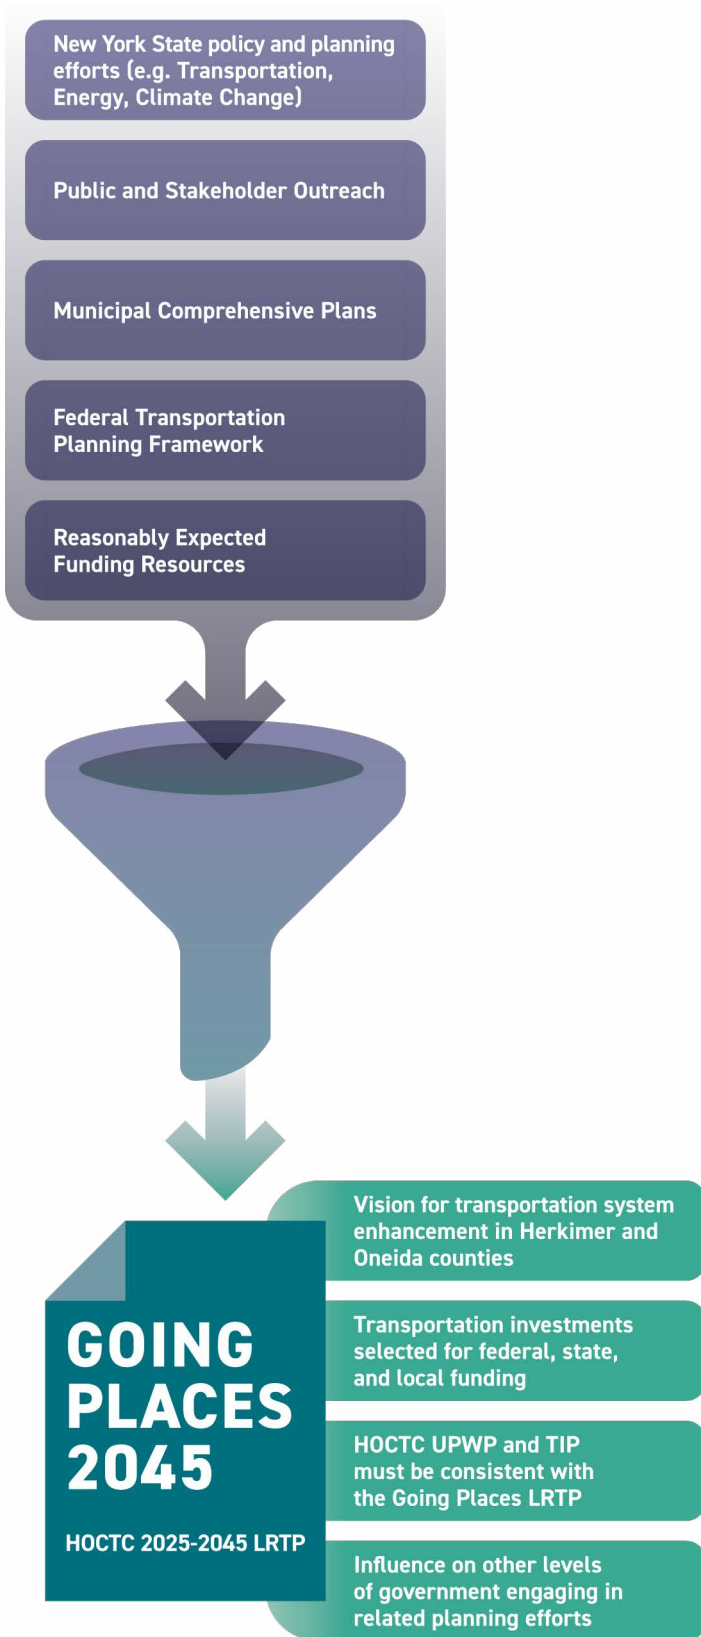 New York State policy and planning
efforts (e.g. Transportation,
Energy, Climate Change)
Public and Stakeholder Outreach
Municipal Comprehensive Plans
Federal Transportation
Planning Framework
Reasonably Expected
Funding Resources
GOING
PLACES
2045
HOCTC 2025-2045 LRTP
Vision for transportation system
enhancement in Herkimer and
Oneida counties
Transportation investments
selected for federal, state,
and local funding
HOCTC UPWP and TIP
must be consistent with
the Going Places LRTP
Influence on other levels
of government engaging in
related planning efforts